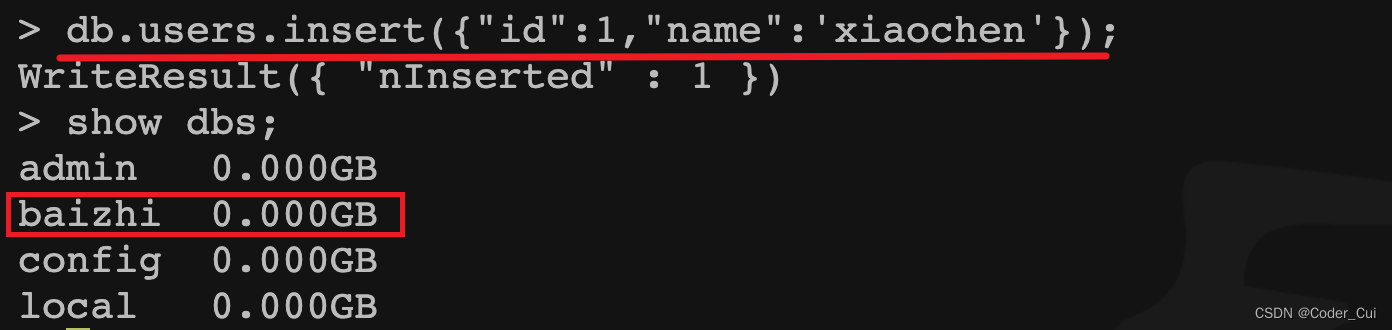 > db.users.insert({"id":1,"name":'xiaochen'});
WriteResult({ "nInserted" : 1 })
> show dbs;
admin   0.000GB
baizhi  0.000GB
config  0.000GB
local   0.000GB
CSDN @Coder_Cui